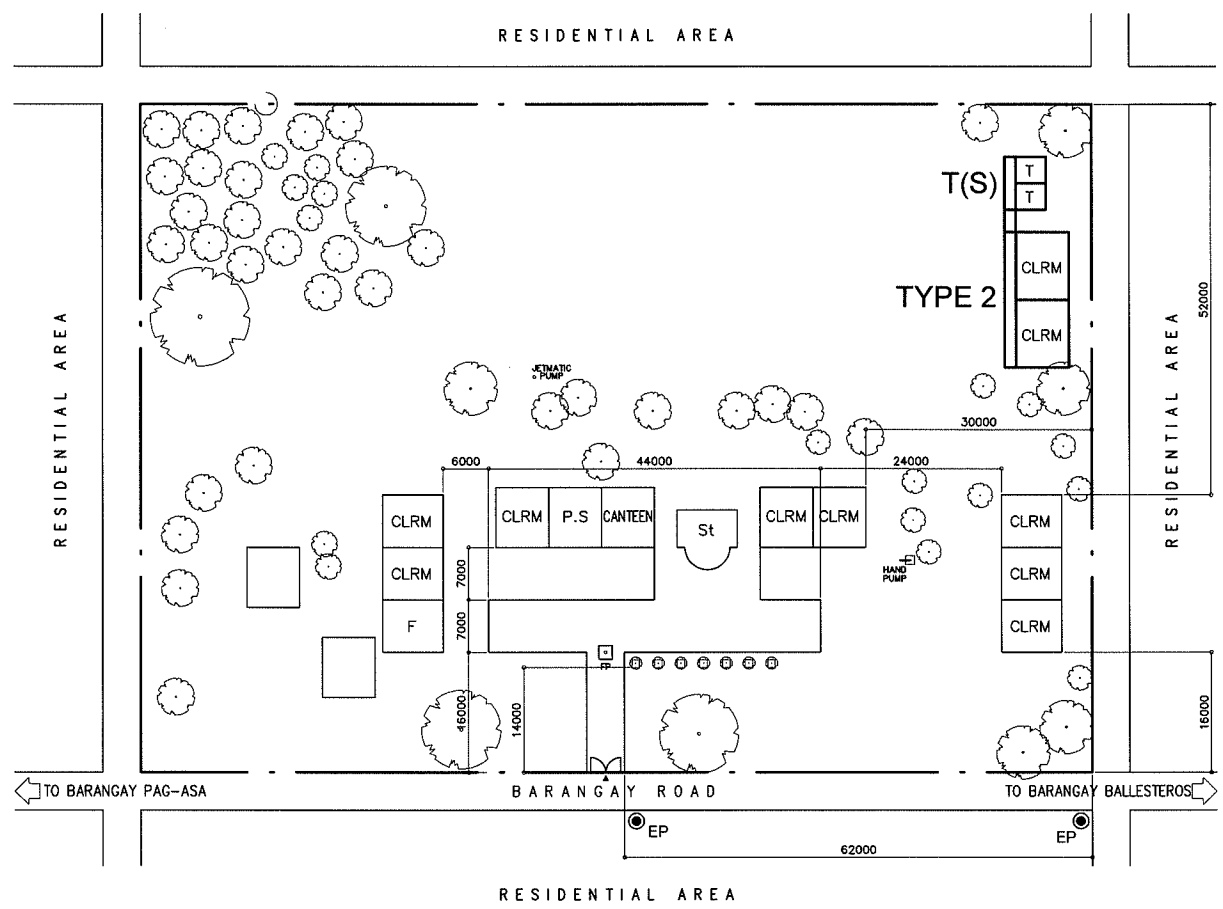 RESIDENTIAL AREA
T(S)
T
T
TYPE 2
CLRM
CLRM
52000
RESIDENTIAL AREA
RESIDENTIAL AREA
JETMATIC
PUMP
30000
6000
44000
24000
CLRM
CLRM
F
CLRM
P.S
CANTEEN
St
CLRM
CLRM
HAND
PUMP
CLRM
CLRM
CLRM
7000
7000
FP
46000
14000
16000
TO BARANGAY PAG-ASA
BARANGAY ROAD
TO BARANGAY BALLESTEROS
EP
EP
62000
RESIDENTIAL AREA